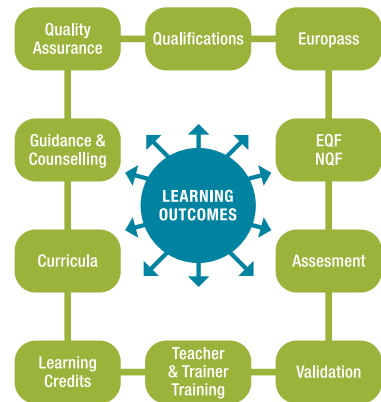 Quality
Assurance
Qualifications
Europass
Guidance &
Counselling
EQF
NQF
LEARNING
OUTCOMES
Curricula
Assesment
Learning
Credits
Teacher
& Trainer
Training
Validation